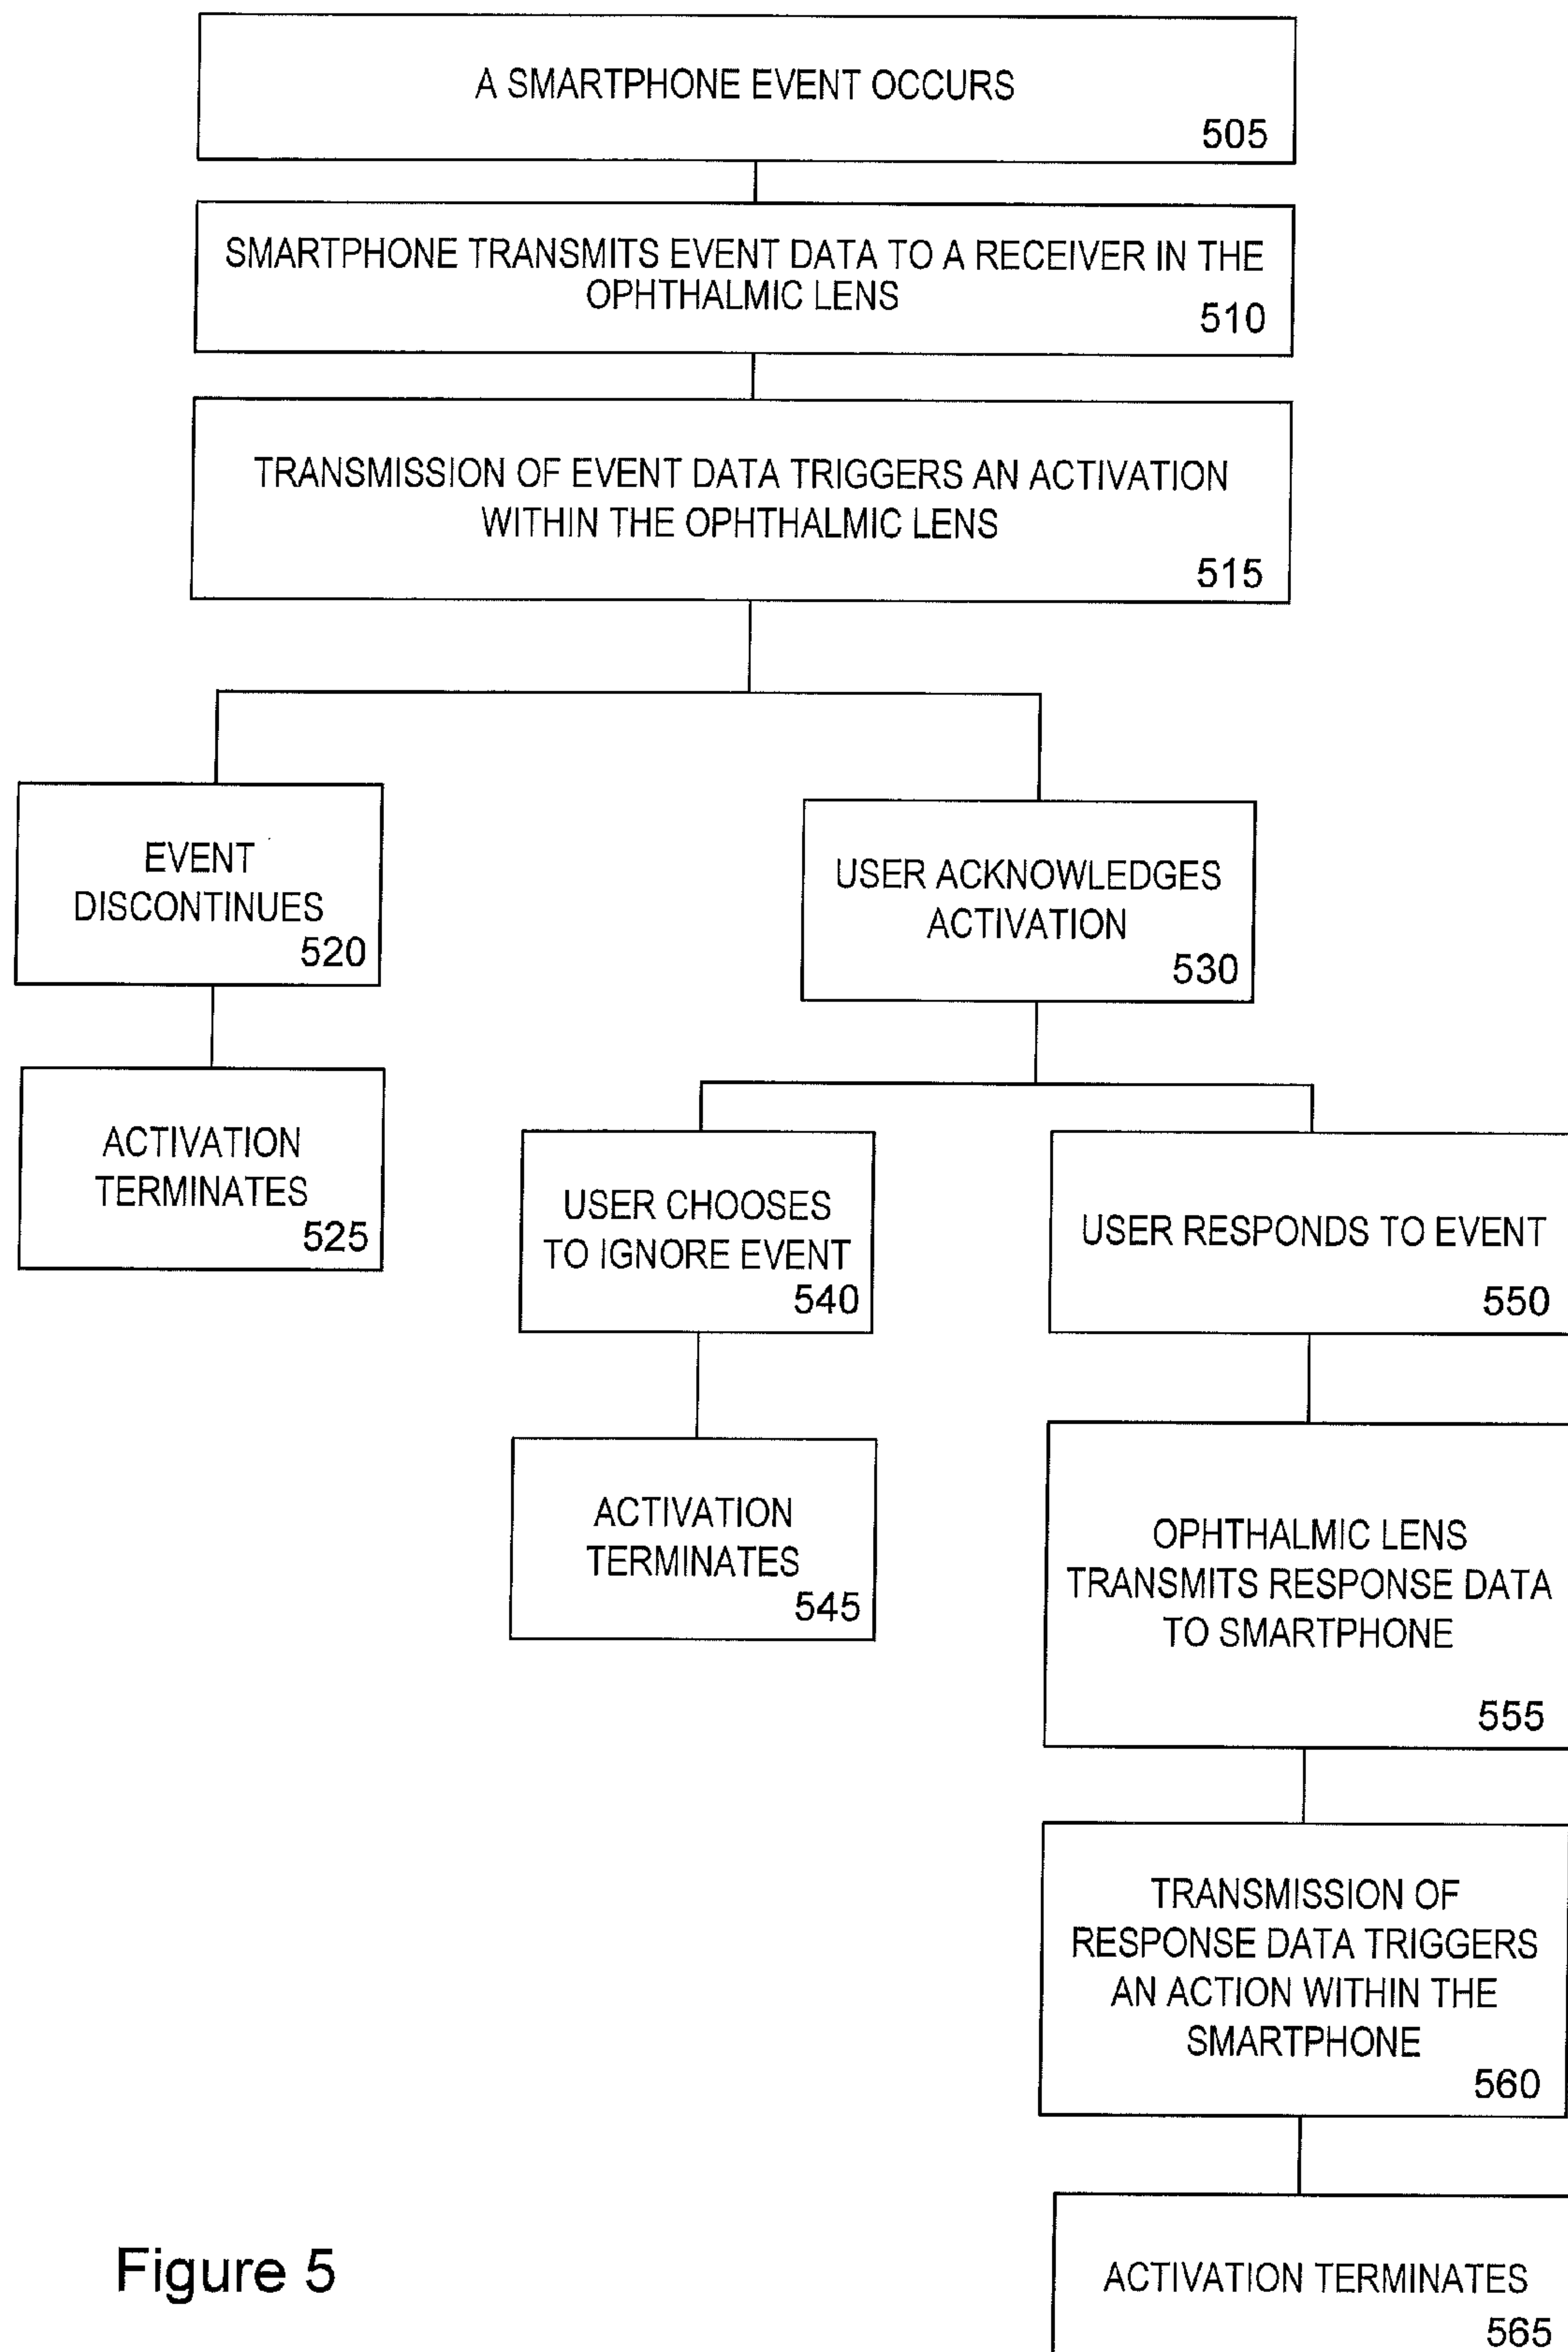 A SMARTPHONE EVENT OCCURS
505
SMARTPHONE TRANSMITS EVENT DATA TO A RECEIVER IN THE
OPHTHALMIC LENS
510
TRANSMISSION OF EVENT DATA TRIGGERS AN ACTIVATION
WITHIN THE OPHTHALMIC LENS
515
EVENT
DISCONTINUES
520
USER ACKNOWLEDGES
ACTIVATION
530
ACTIVATION
TERMINATES
525
USER CHOOSES
TO IGNORE EVENT
540
USER RESPONDS TO EVENT
550
ACTIVATION
TERMINATES
545
OPHTHALMIC LENS
TRANSMITS RESPONSE DATA
TO SMARTPHONE
555
TRANSMISSION OF
RESPONSE DATA TRIGGERS
AN ACTION WITHIN THE
SMARTPHONE
560
ACTIVATION TERMINATES
565
Figure 5